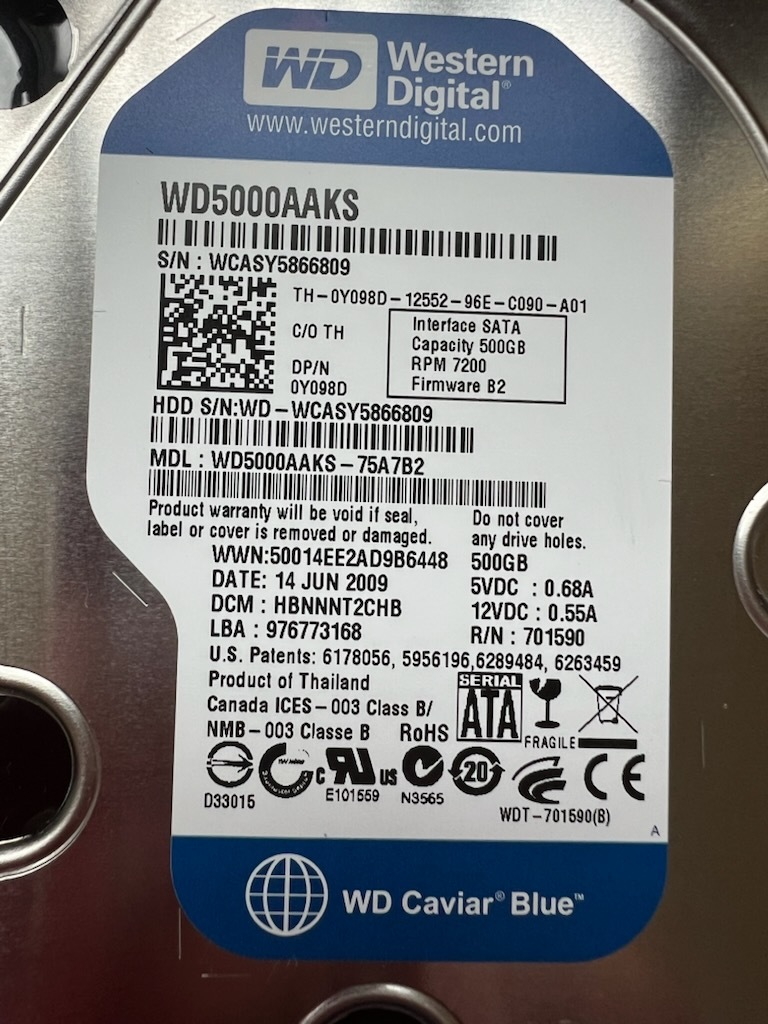 WD Western
Digital®
www.westerndigital.com
WD5000AAKS
S/N : WCASY5866809
TH-0Y098D-12552-96E-C090-A01
C/O TH
DP/N
0Y098D
Interface SATA
Capacity 500GB
RPM 7200
Firmware B2
HDD S/N:WD-WCASY5866809
MDL : WD5000AAKS-75A7B2
Product warranty will be void if seal,
label or cover is removed or damaged.
Do not cover
any drive holes.
WWN:50014EE2AD9B6448
500GB
DATE: 14 JUN 2009
5VDC : 0.68A
DCM : HBNNNT2CHB
12VDC : 0.55A
LBA : 976773168
R/N : 701590
U.S. Patents: 6178056, 5956196,6289484, 6263459
Product of Thailand
Canada ICES-003 Class B/
NMB-003 Classe B RoHS
SERIAL
ATA
FRAGILE
D33015
c RU us
E101559
N3565
20
CE
WDT-701590(B)
A
WD Caviar® Blue™